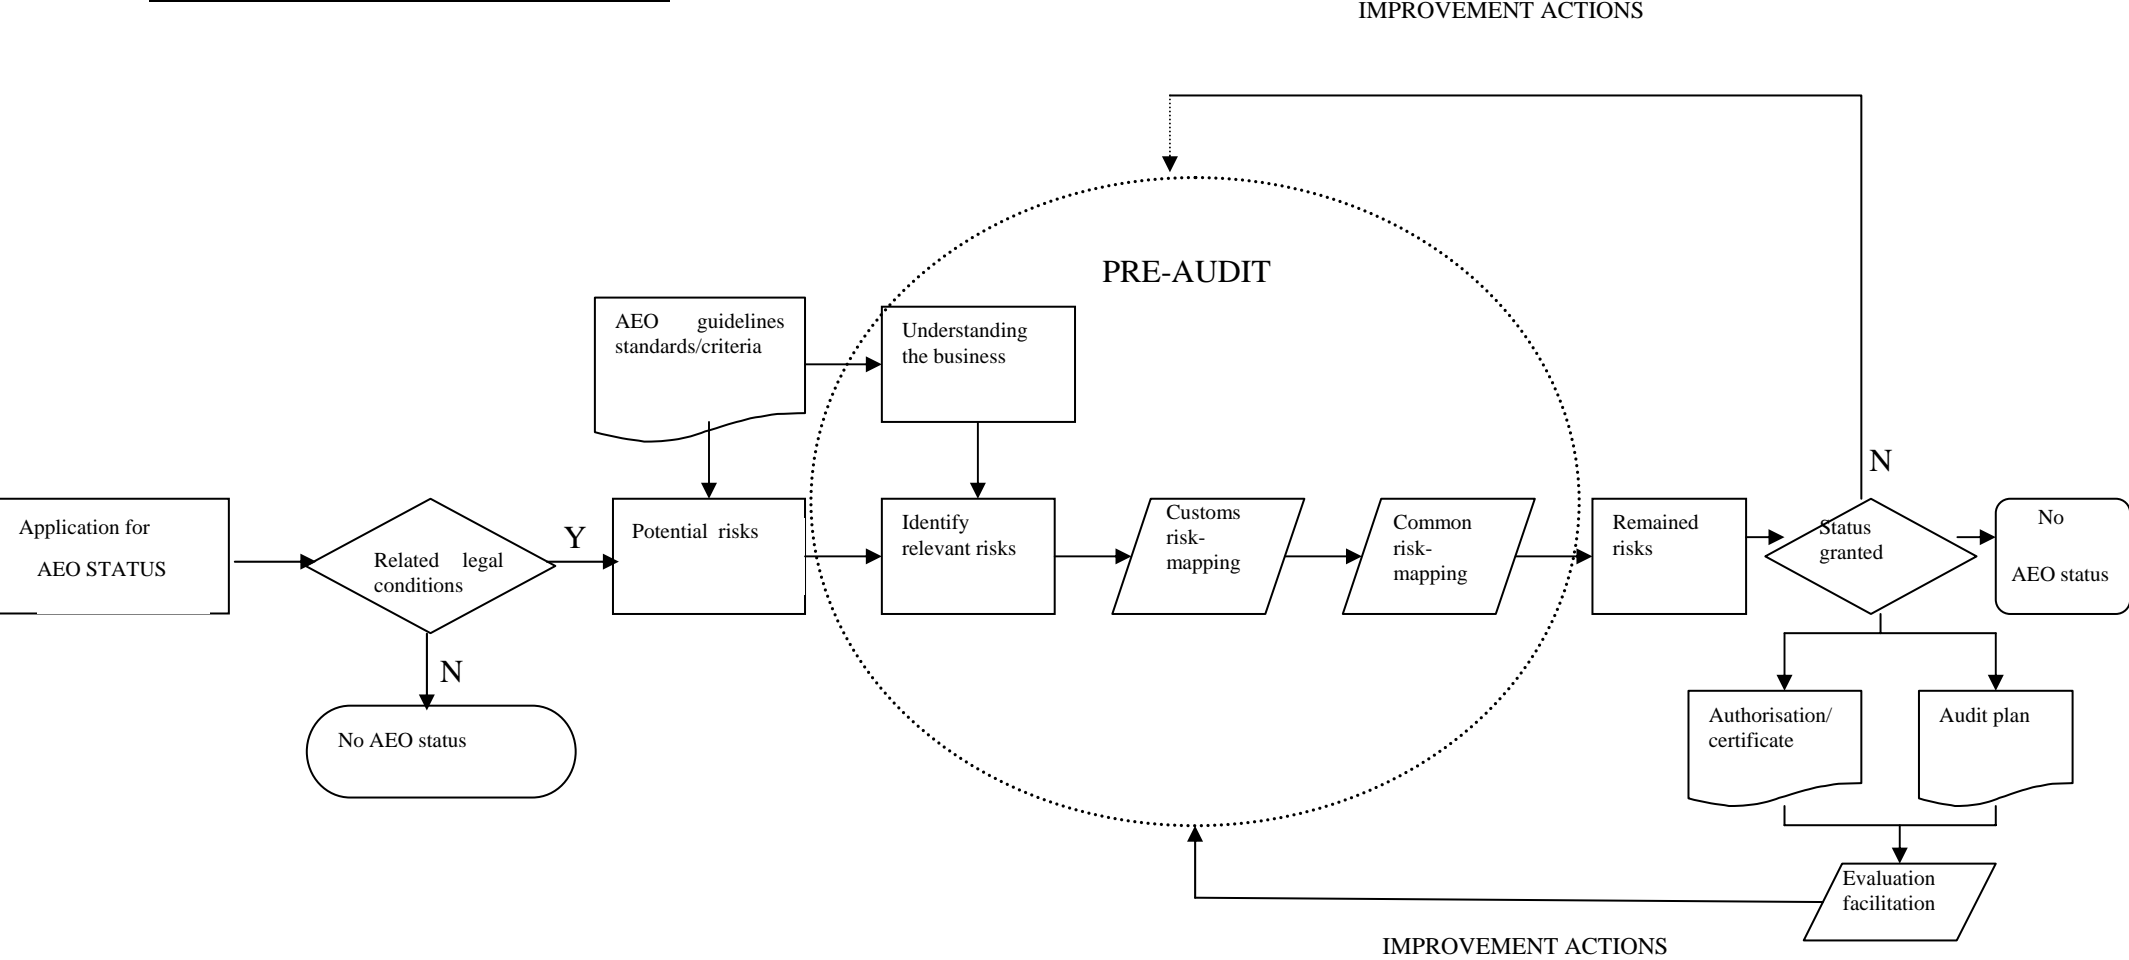 IMPROVEMENT ACTIONS
PRE-AUDIT
AEO guidelines
standards/criteria
Understanding
the business
N
Application for
AEO STATUS
Related legal
conditions
Y
Potential risks
Identify
relevant risks
Customs
risk-
mapping
Common
risk-
mapping
Remained
risks
Status
granted
No
AEO status
N
No AEO status
Authorisation/
certificate
Audit plan
Evaluation
facilitation
IMPROVEMENT ACTIONS